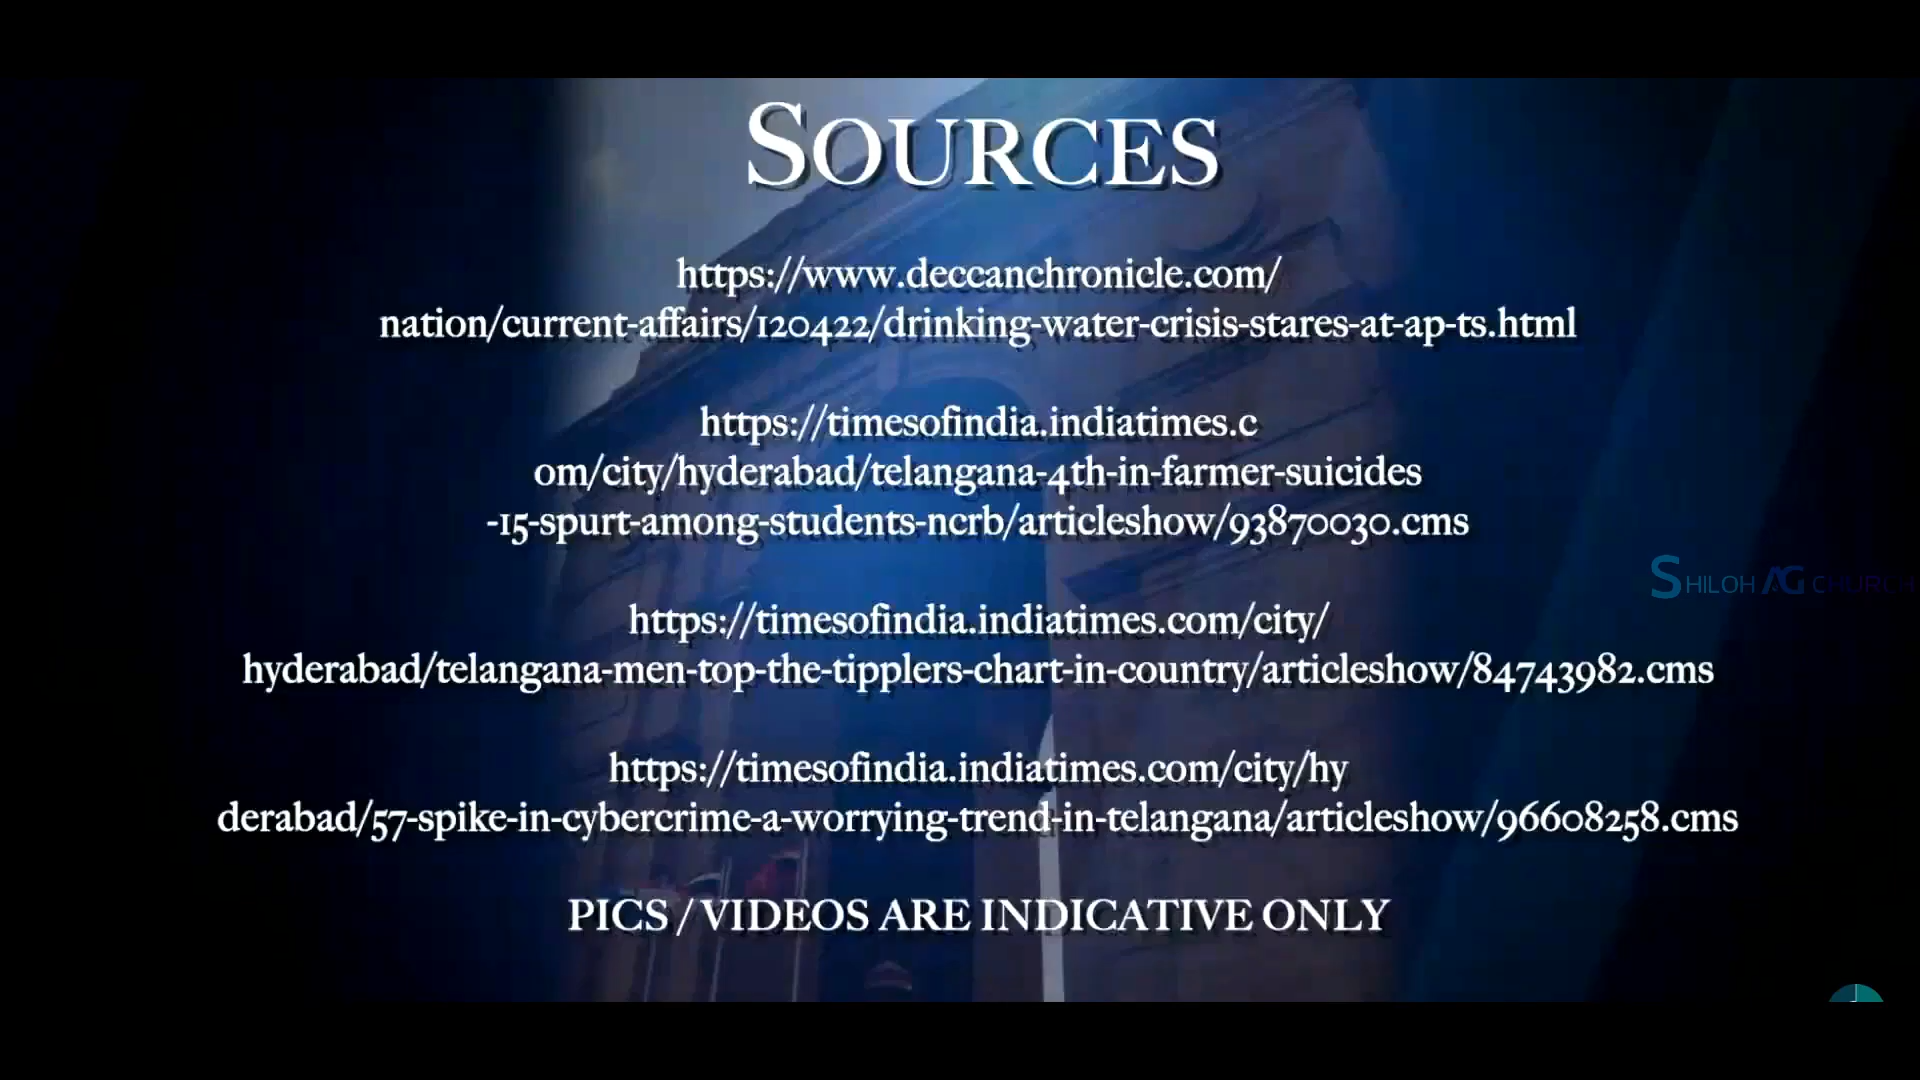 SOURCES
https://www.deccanchronicle.com/
nation/current-affairs/120422/drinking-water-crisis-stares-at-ap-ts.html
https://timesofindia.indiatimes.c
om/city/hyderabad/telangana-4th-in-farmer-suicides
-15-spurt-among-students-ncrb/articleshow/93870030.cms
https://timesofindia.indiatimes.com/city/
hyderabad/telangana-men-top-the-tipplers-chart-in-country/articleshow/84743982.cms
https://timesofindia.indiatimes.com/city/hy
derabad/57-spike-in-cybercrime-a-worrying-trend-in-telangana/articleshow/96608258.cms
PICS / VIDEOS ARE INDICATIVE ONLY
SHILOH AG CHURCH